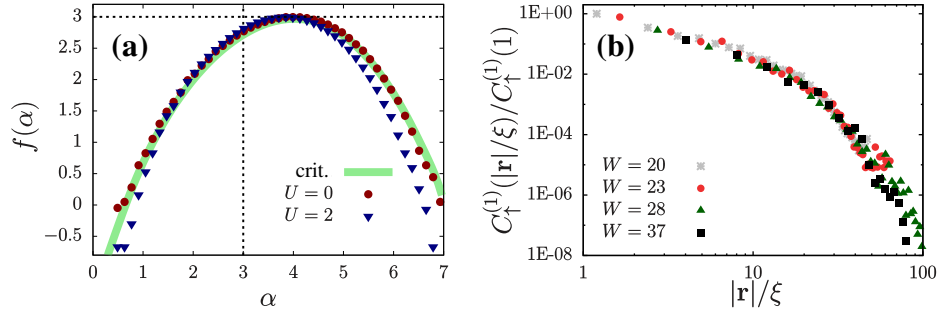 (a)
3
2.5
2
1.5
1
0.5
0
−0.5
f(α)
crit.
U = 0
U = 2
0 1 2 3 4 5 6 7
α
(b)
1E+00
1E-02
1E-04
1E-06
1E-08
C↑^(1)(|r|/ξ)/C↑^(1)(1)
W = 20
W = 23
W = 28
W = 37
1 10 100
|r|/ξ